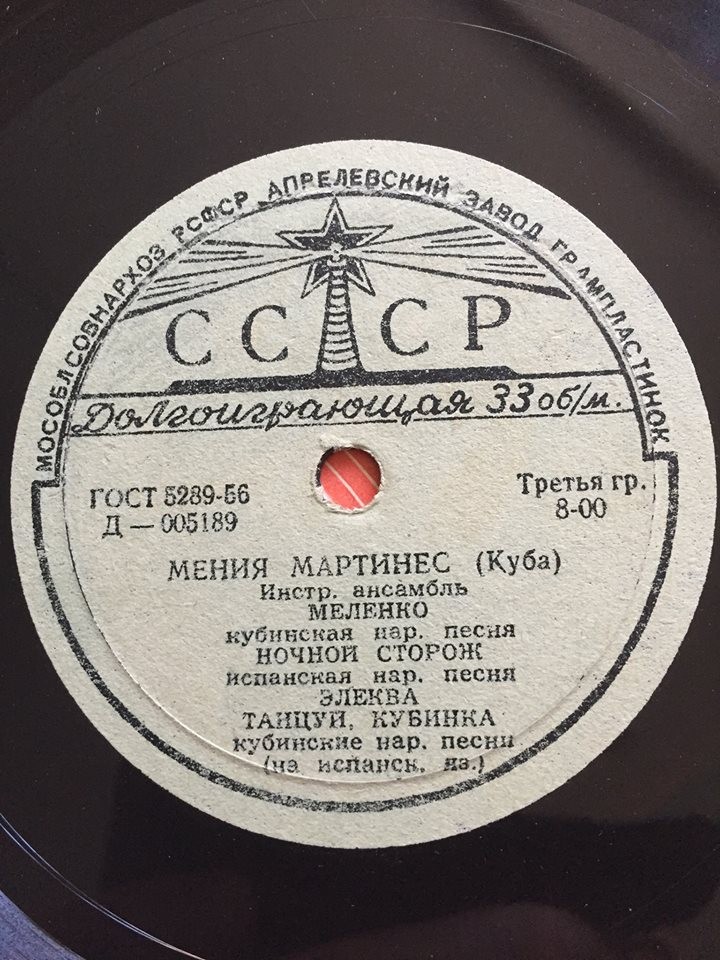 МОСОБЛСОВНАРХОЗ РСФСР АПРЕЛЕВСКИЙ ЗАВОД ГРАМПЛАСТИНОК
СССР
Долгоиграющая 33 об/м.
ГОСТ 5289-56
Д — 005189
Третья гр.
8-00
МЕНИЯ МАРТИНЕС (Куба)
Инстр. ансамбль
МЕЛЕНКО
кубинская нар. песня
НОЧНОЙ СТОРОЖ
испанская нар. песня
ЭЛЕКВА
ТАНЦУЙ, КУБИНКА
кубинские нар. песни
(на испанск. яз.)